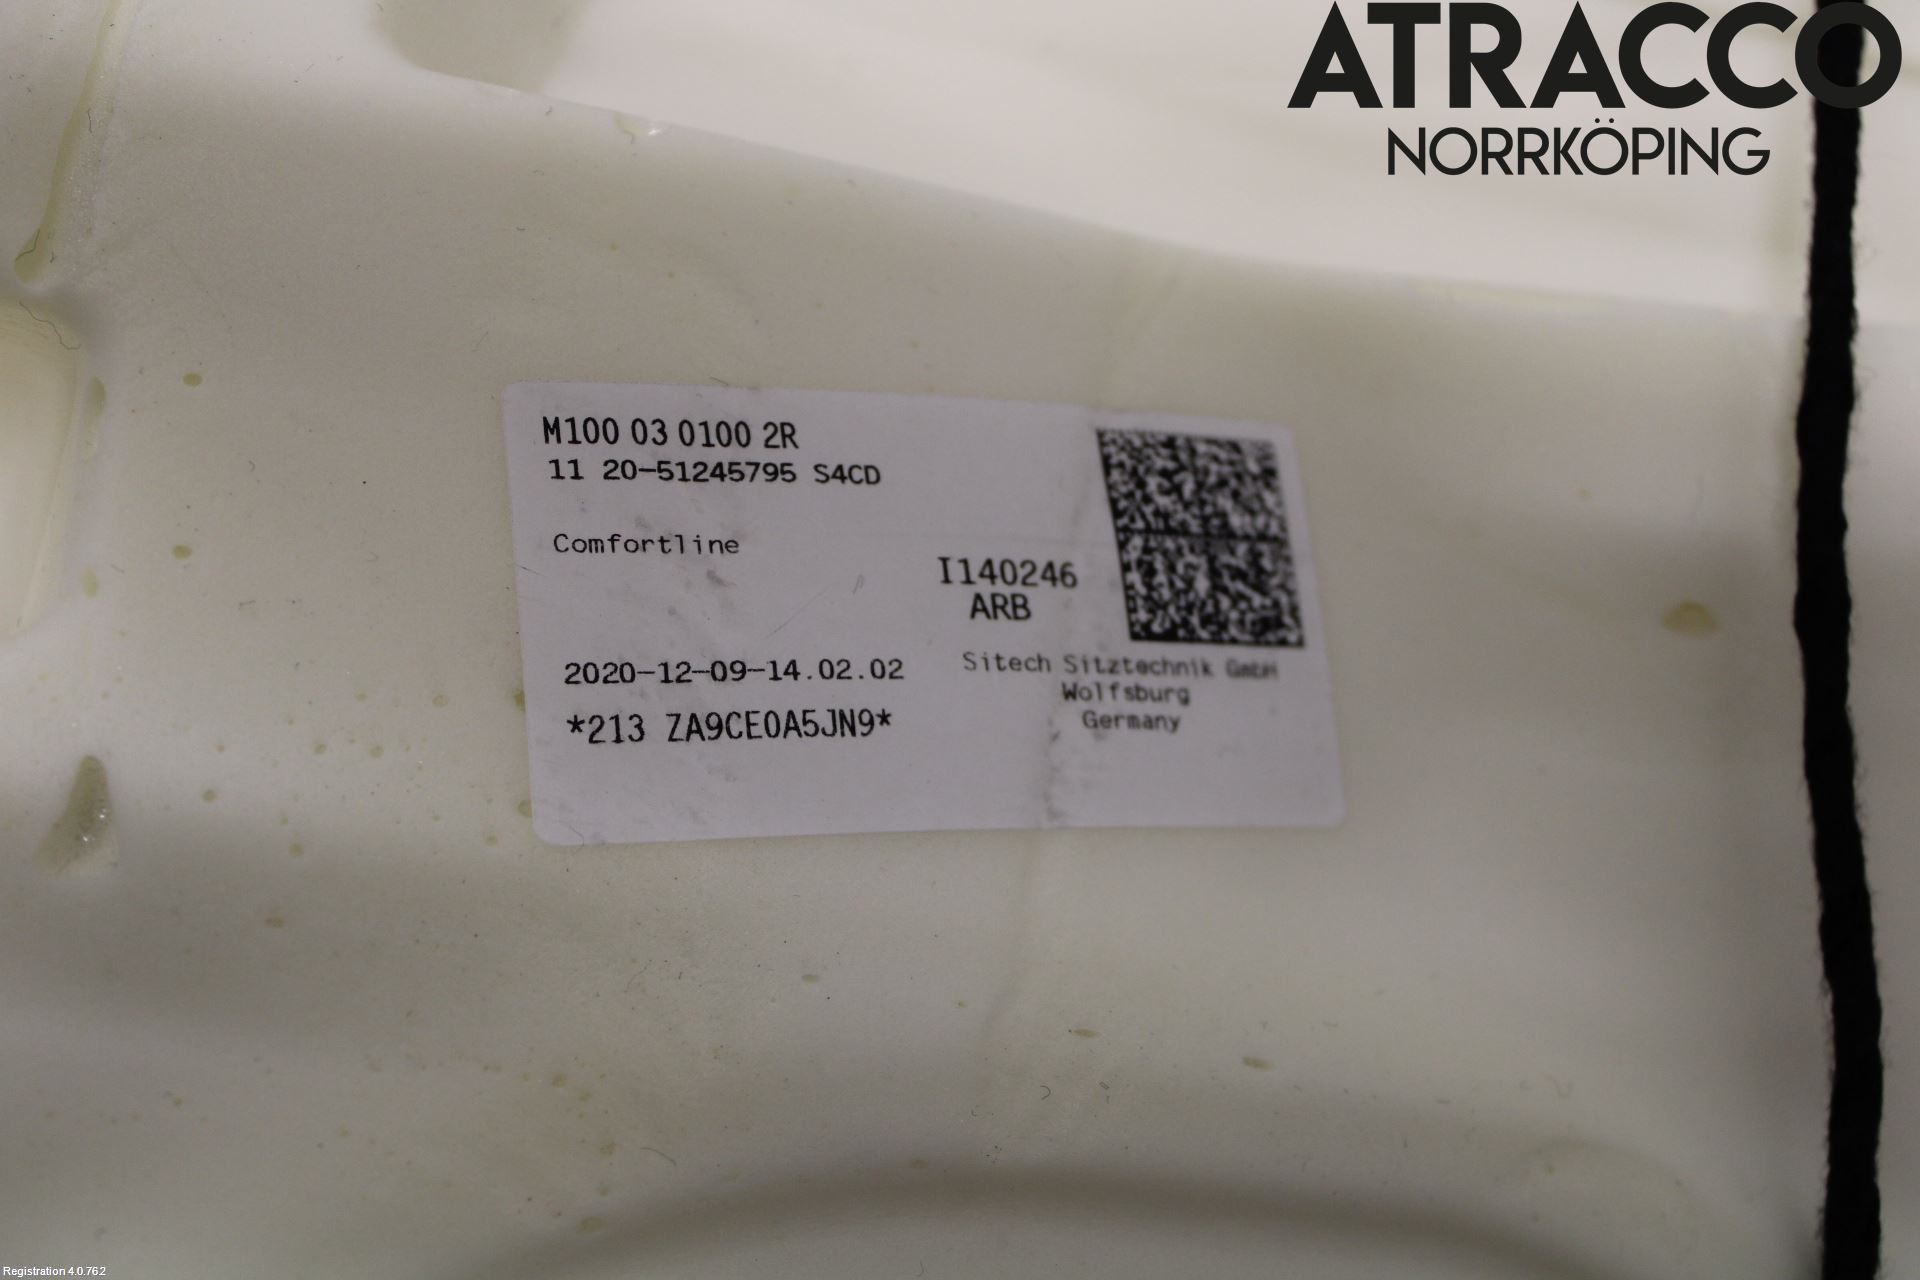 ATRACCO
NORRKÖPING
M100 03 0100 2R
11 20-51245795 S4CD
Comfortline
I140246
ARB
2020-12-09-14.02.02
Sitech Sitztechnik GmbH
Wolfsburg
Germany
*213 ZA9CE0A5JN9*
Registration 4.0.762